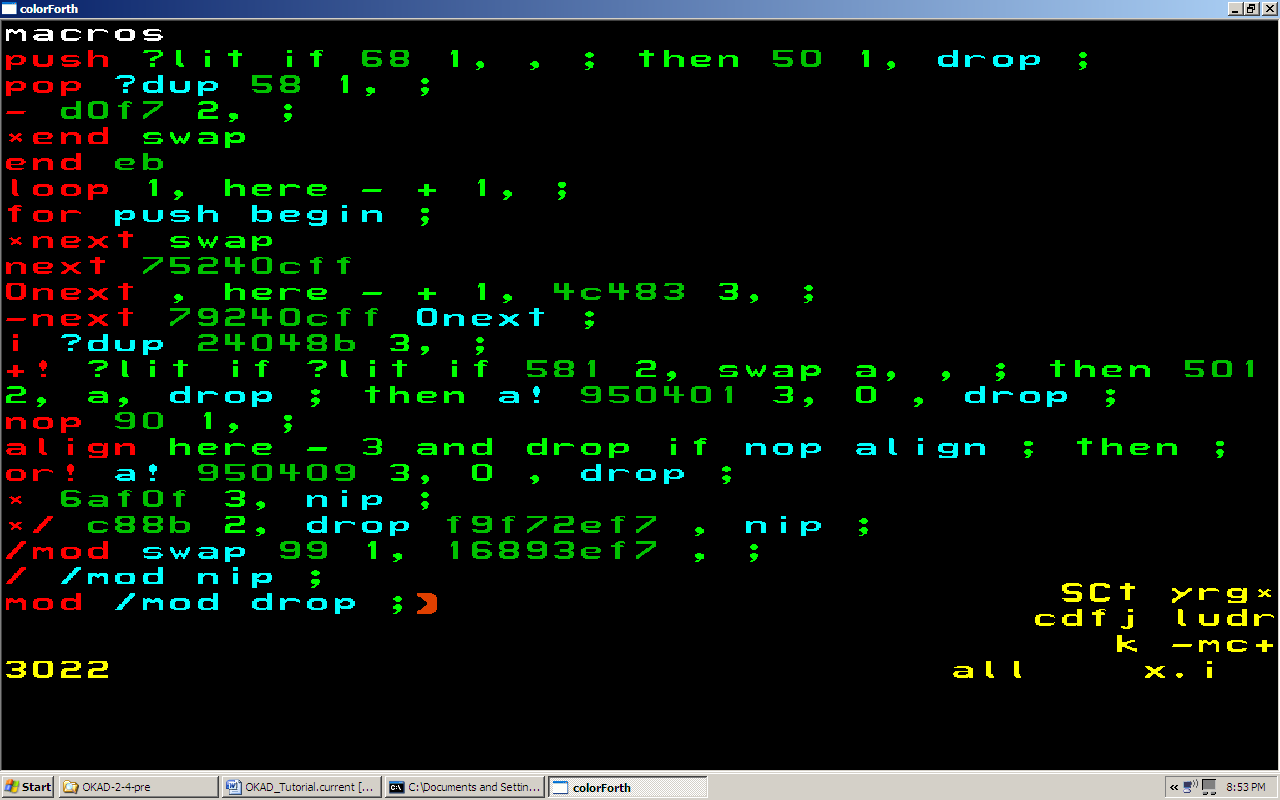 colorForth
macros
push ?lit if 68 1, , ; then 50 1, drop ;
pop ?dup 58 1, ;
- d0f7 2, ;
*end swap
end eb
loop 1, here - + 1, ;
for push begin ;
*next swap
next 75240cff
0next , here - + 1, 4c483 3, ;
-next 79240cff 0next ;
i ?dup 24048b 3, ;
+! ?lit if ?lit if 581 2, swap a, , ; then 501
2, a, drop ; then a! 950401 3, 0 , drop ;
nop 90 1, ;
align here - 3 and drop if nop align ; then ;
or! a! 950409 3, 0 , drop ;
* 6af0f 3, nip ;
*/ c88b 2, drop f9f72ef7 , nip ;
/mod swap 99 1, 16893ef7 , ;
/ /mod nip ;
mod /mod drop ;
SCt yrg*
cdfj ludr
k -mc+
3022 all x.i
Start OKAD-2-4-pre OKAD_Tutorial.current [... C:\Documents and Settin... colorForth « 8:53 PM